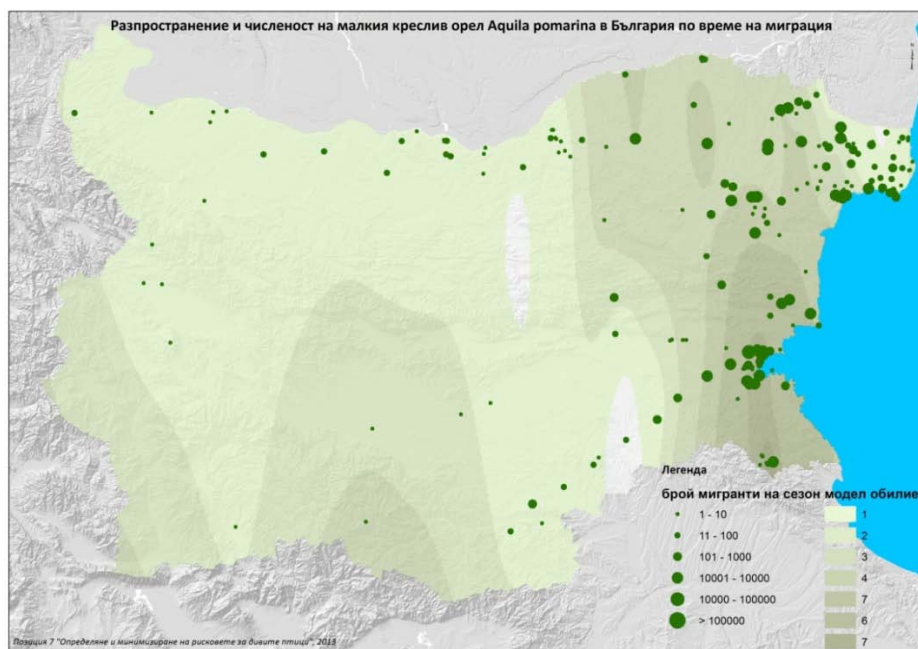 Разпространение и численост на малкия креслив орел Aquila pomarina в България по време на миграция
Легенда
брой мигранти на сезон модел обилие
1 - 10 1
11 - 100 2
101 - 1000 3
10001 - 10000 4
10000 - 100000 7
> 100000 6
7
Позиция 7 "Определяне и минимизиране на рисковете за дивите птици", 2013